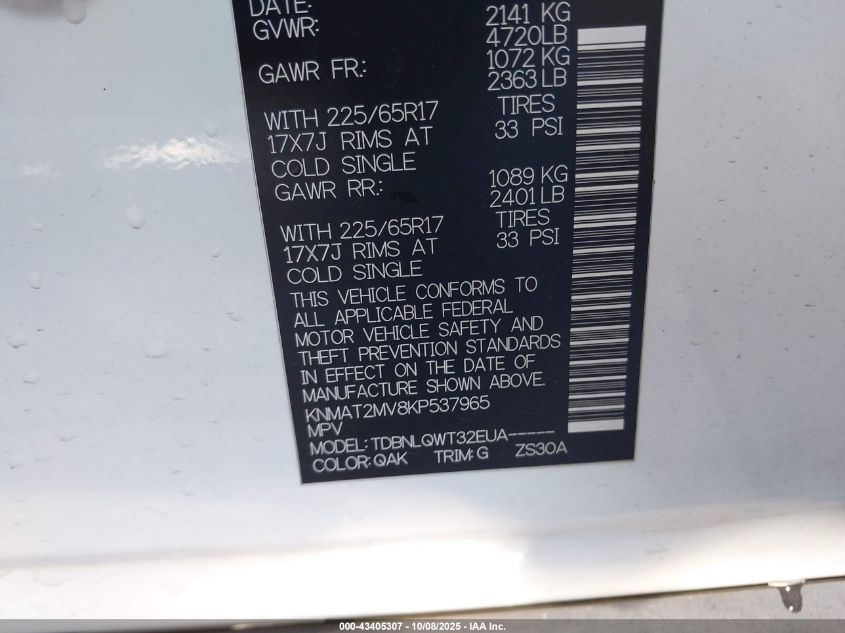 DATE:
GVWR: 2141 KG
4720LB
GAWR FR.: 1072 KG
2363 LB
WITH 225/65R17 TIRES
17X7J RIMS AT 33 PSI
COLD SINGLE
GAWR RR.: 1089 KG
2401 LB
WITH 225/65R17 TIRES
17X7J RIMS AT 33 PSI
COLD SINGLE
THIS VEHICLE CONFORMS TO
ALL APPLICABLE FEDERAL
MOTOR VEHICLE SAFETY AND
THEFT PREVENTION STANDARDS
IN EFFECT ON THE DATE OF
MANUFACTURE SHOWN ABOVE.
KNMAT2MV8KP537965
MPV
MODEL: TDBNLQWT32EUA-----
COLOR: QAK TRIM: G ZS30A
000-43405307 - 10/08/2025 - IAA Inc.